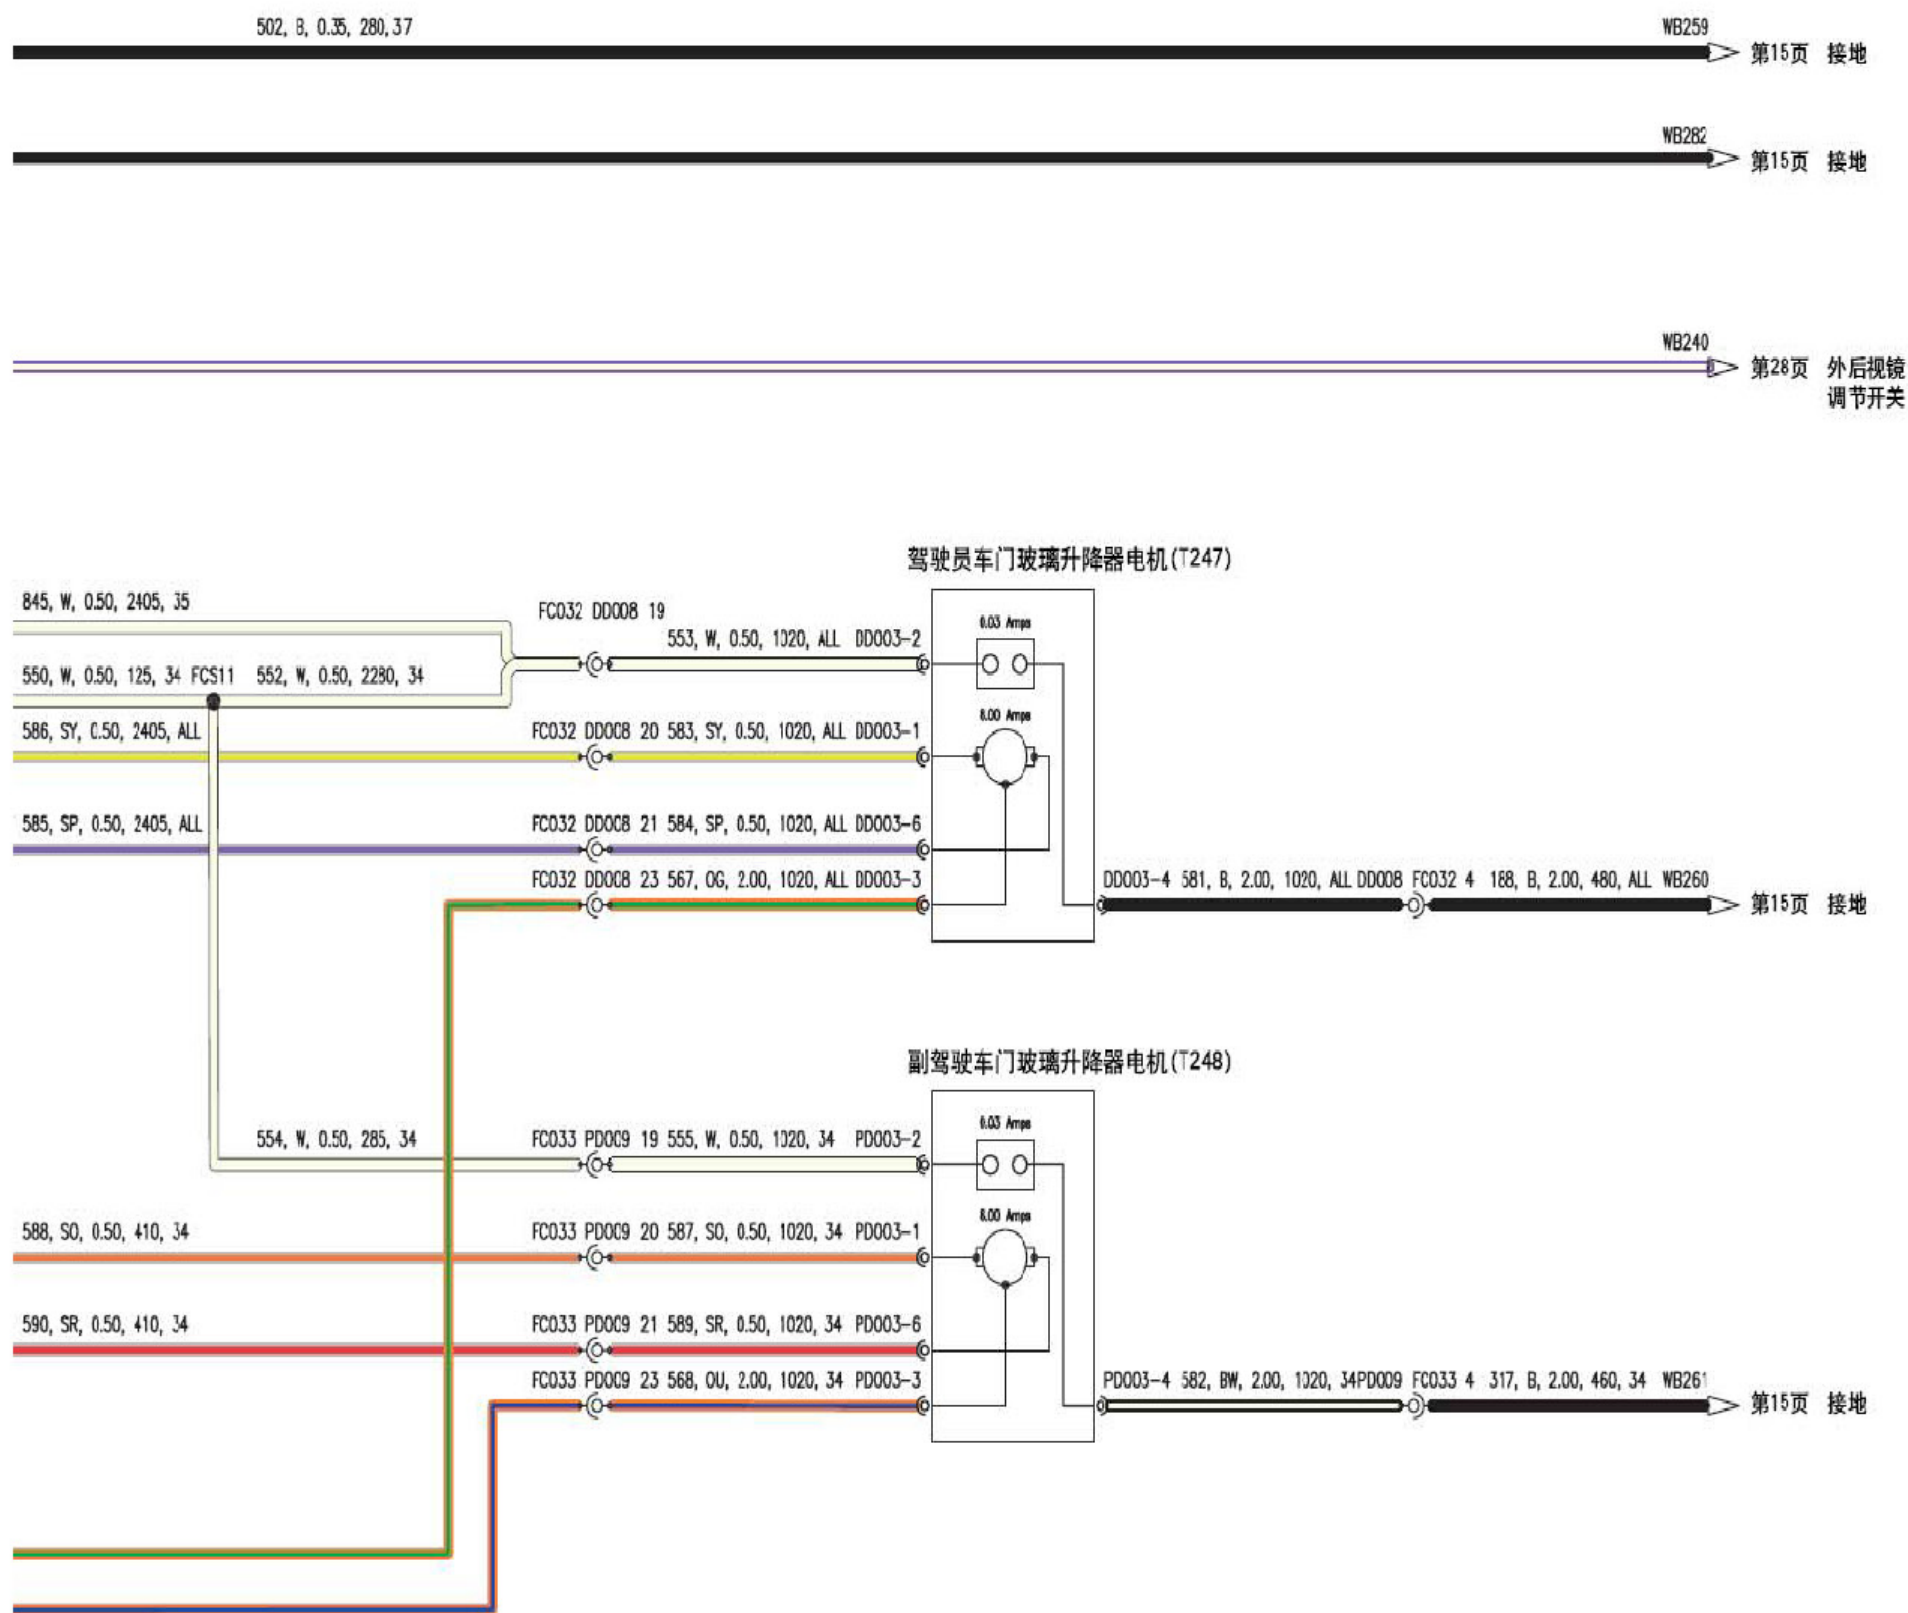 502, B, 0.35, 280,37
WB259
第15页 接地
WB282
第15页 接地
WB240
第28页 外后视镜
调节开关
驾驶员车门玻璃升降器电机(T247)
845, W, 0.50, 2405, 35
FC032 DD008 19
0.03 Amps
553, W, 0.50, 1020, ALL DD003-2
550, W, 0.50, 125, 34 FCS11 552, W, 0.50, 2280, 34
6.00 Amps
586, SY, 0.50, 2405, ALL
FC032 DD008 20 583, SY, 0.50, 1020, ALL DD003-1
585, SP, 0.50, 2405, ALL
FC032 DD008 21 584, SP, 0.50, 1020, ALL DD003-6
FC032 DD008 23 567, OG, 2.00, 1020, ALL DD003-3
DD003-4 581, B, 2.00, 1020, ALL DD008 FC032 4 188, B, 2.00, 480, ALL WB260
第15页 接地
副驾驶车门玻璃升降器电机(T248)
0.03 Amps
554, W, 0.50, 285, 34
FC033 PD009 19 555, W, 0.50, 1020, 34 PD003-2
6.00 Amps
588, SO, 0.50, 410, 34
FC033 PD009 20 587, SO, 0.50, 1020, 34 PD003-1
590, SR, 0.50, 410, 34
FC033 PD009 21 589, SR, 0.50, 1020, 34 PD003-6
FC033 PD009 23 568, OU, 2.00, 1020, 34 PD003-3
PD003-4 582, BW, 2.00, 1020, 34PD009 FC033 4 317, B, 2.00, 460, 34 WB261
第15页 接地